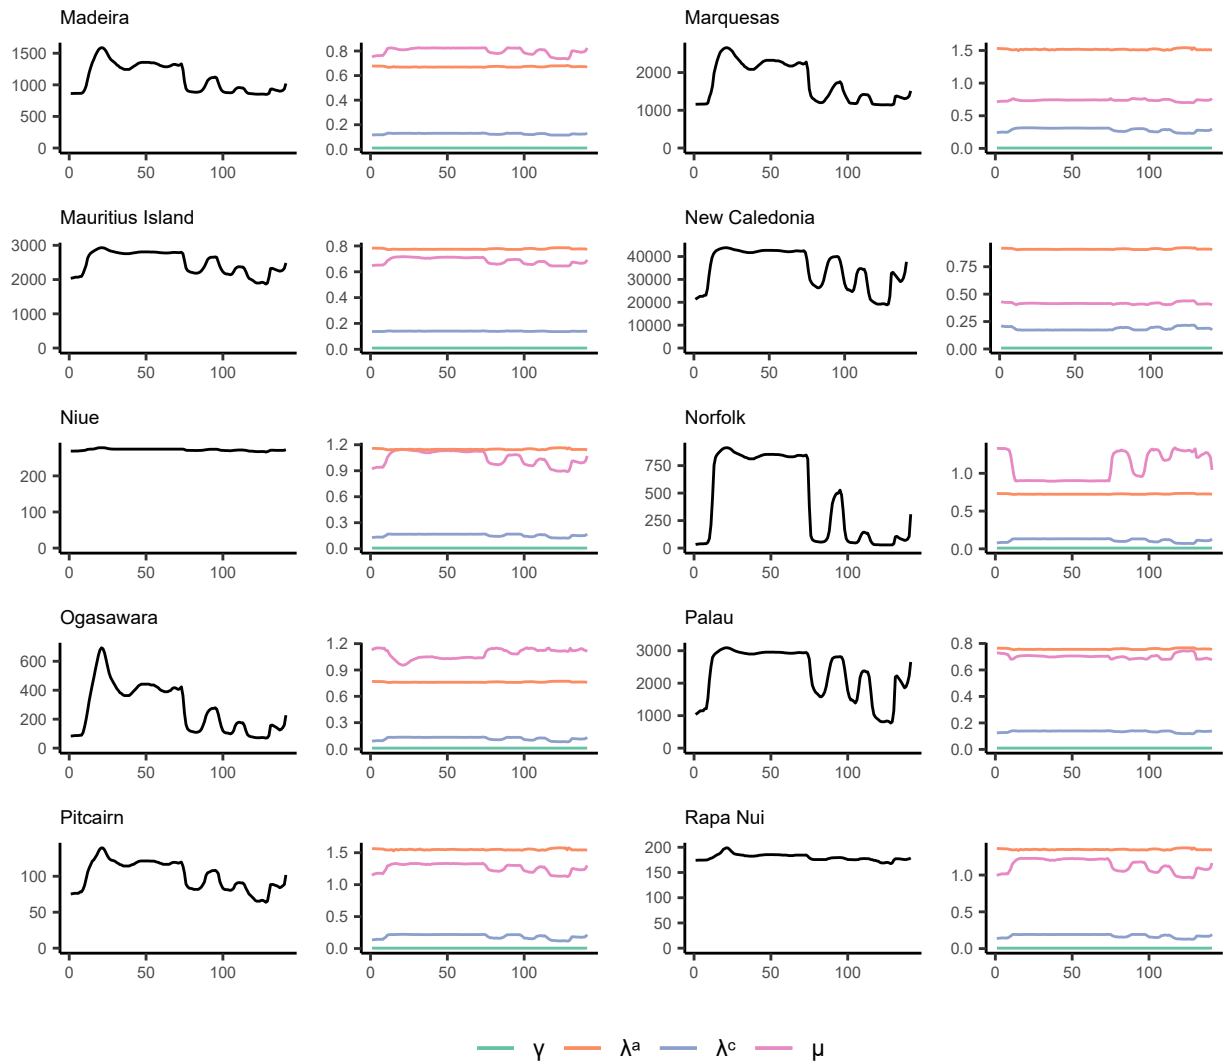 Madeira Marquesas
1500 1000 500 0 0.8 0.6 0.4 0.2 0.0 2000 1000 0 1.5 1.0 0.5 0.0
0 50 100 0 50 100 0 50 100 0 50 100
Mauritius Island New Caledonia
3000 2000 1000 0 0.8 0.6 0.4 0.2 0.0 40000 30000 20000 10000 0 0.75 0.50 0.25 0.00
0 50 100 0 50 100 0 50 100 0 50 100
Niue Norfolk
200 100 0 1.2 0.9 0.6 0.3 0.0 750 500 250 0 1.0 0.5 0.0
0 50 100 0 50 100 0 50 100 0 50 100
Ogasawara Palau
600 400 200 0 1.2 0.9 0.6 0.3 0.0 3000 2000 1000 0 0.8 0.6 0.4 0.2 0.0
0 50 100 0 50 100 0 50 100 0 50 100
Pitcairn Rapa Nui
100 50 0 1.5 1.0 0.5 0.0 200 150 100 50 0 1.0 0.5 0.0
0 50 100 0 50 100 0 50 100 0 50 100
γ λᵃ λᶜ μ